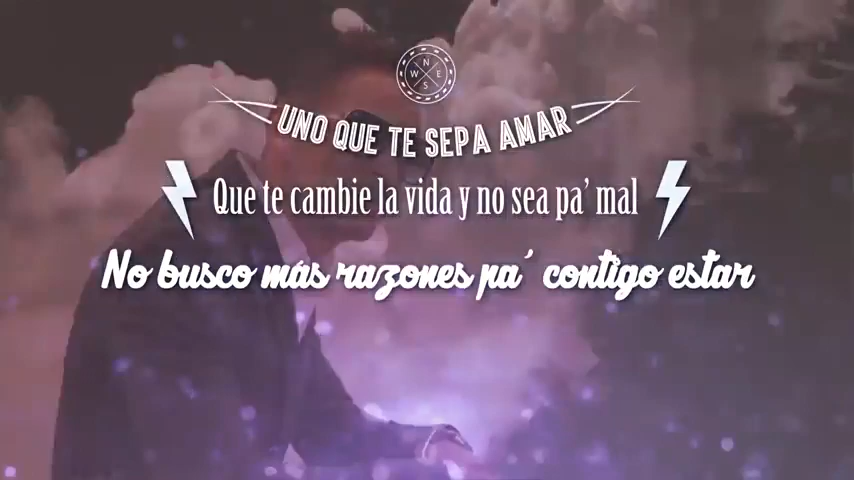 N
W E
S
UNO QUE TE SEPA AMAR
Que te cambie la vida y no sea pa' mal
No busco más razones pa' contigo estar